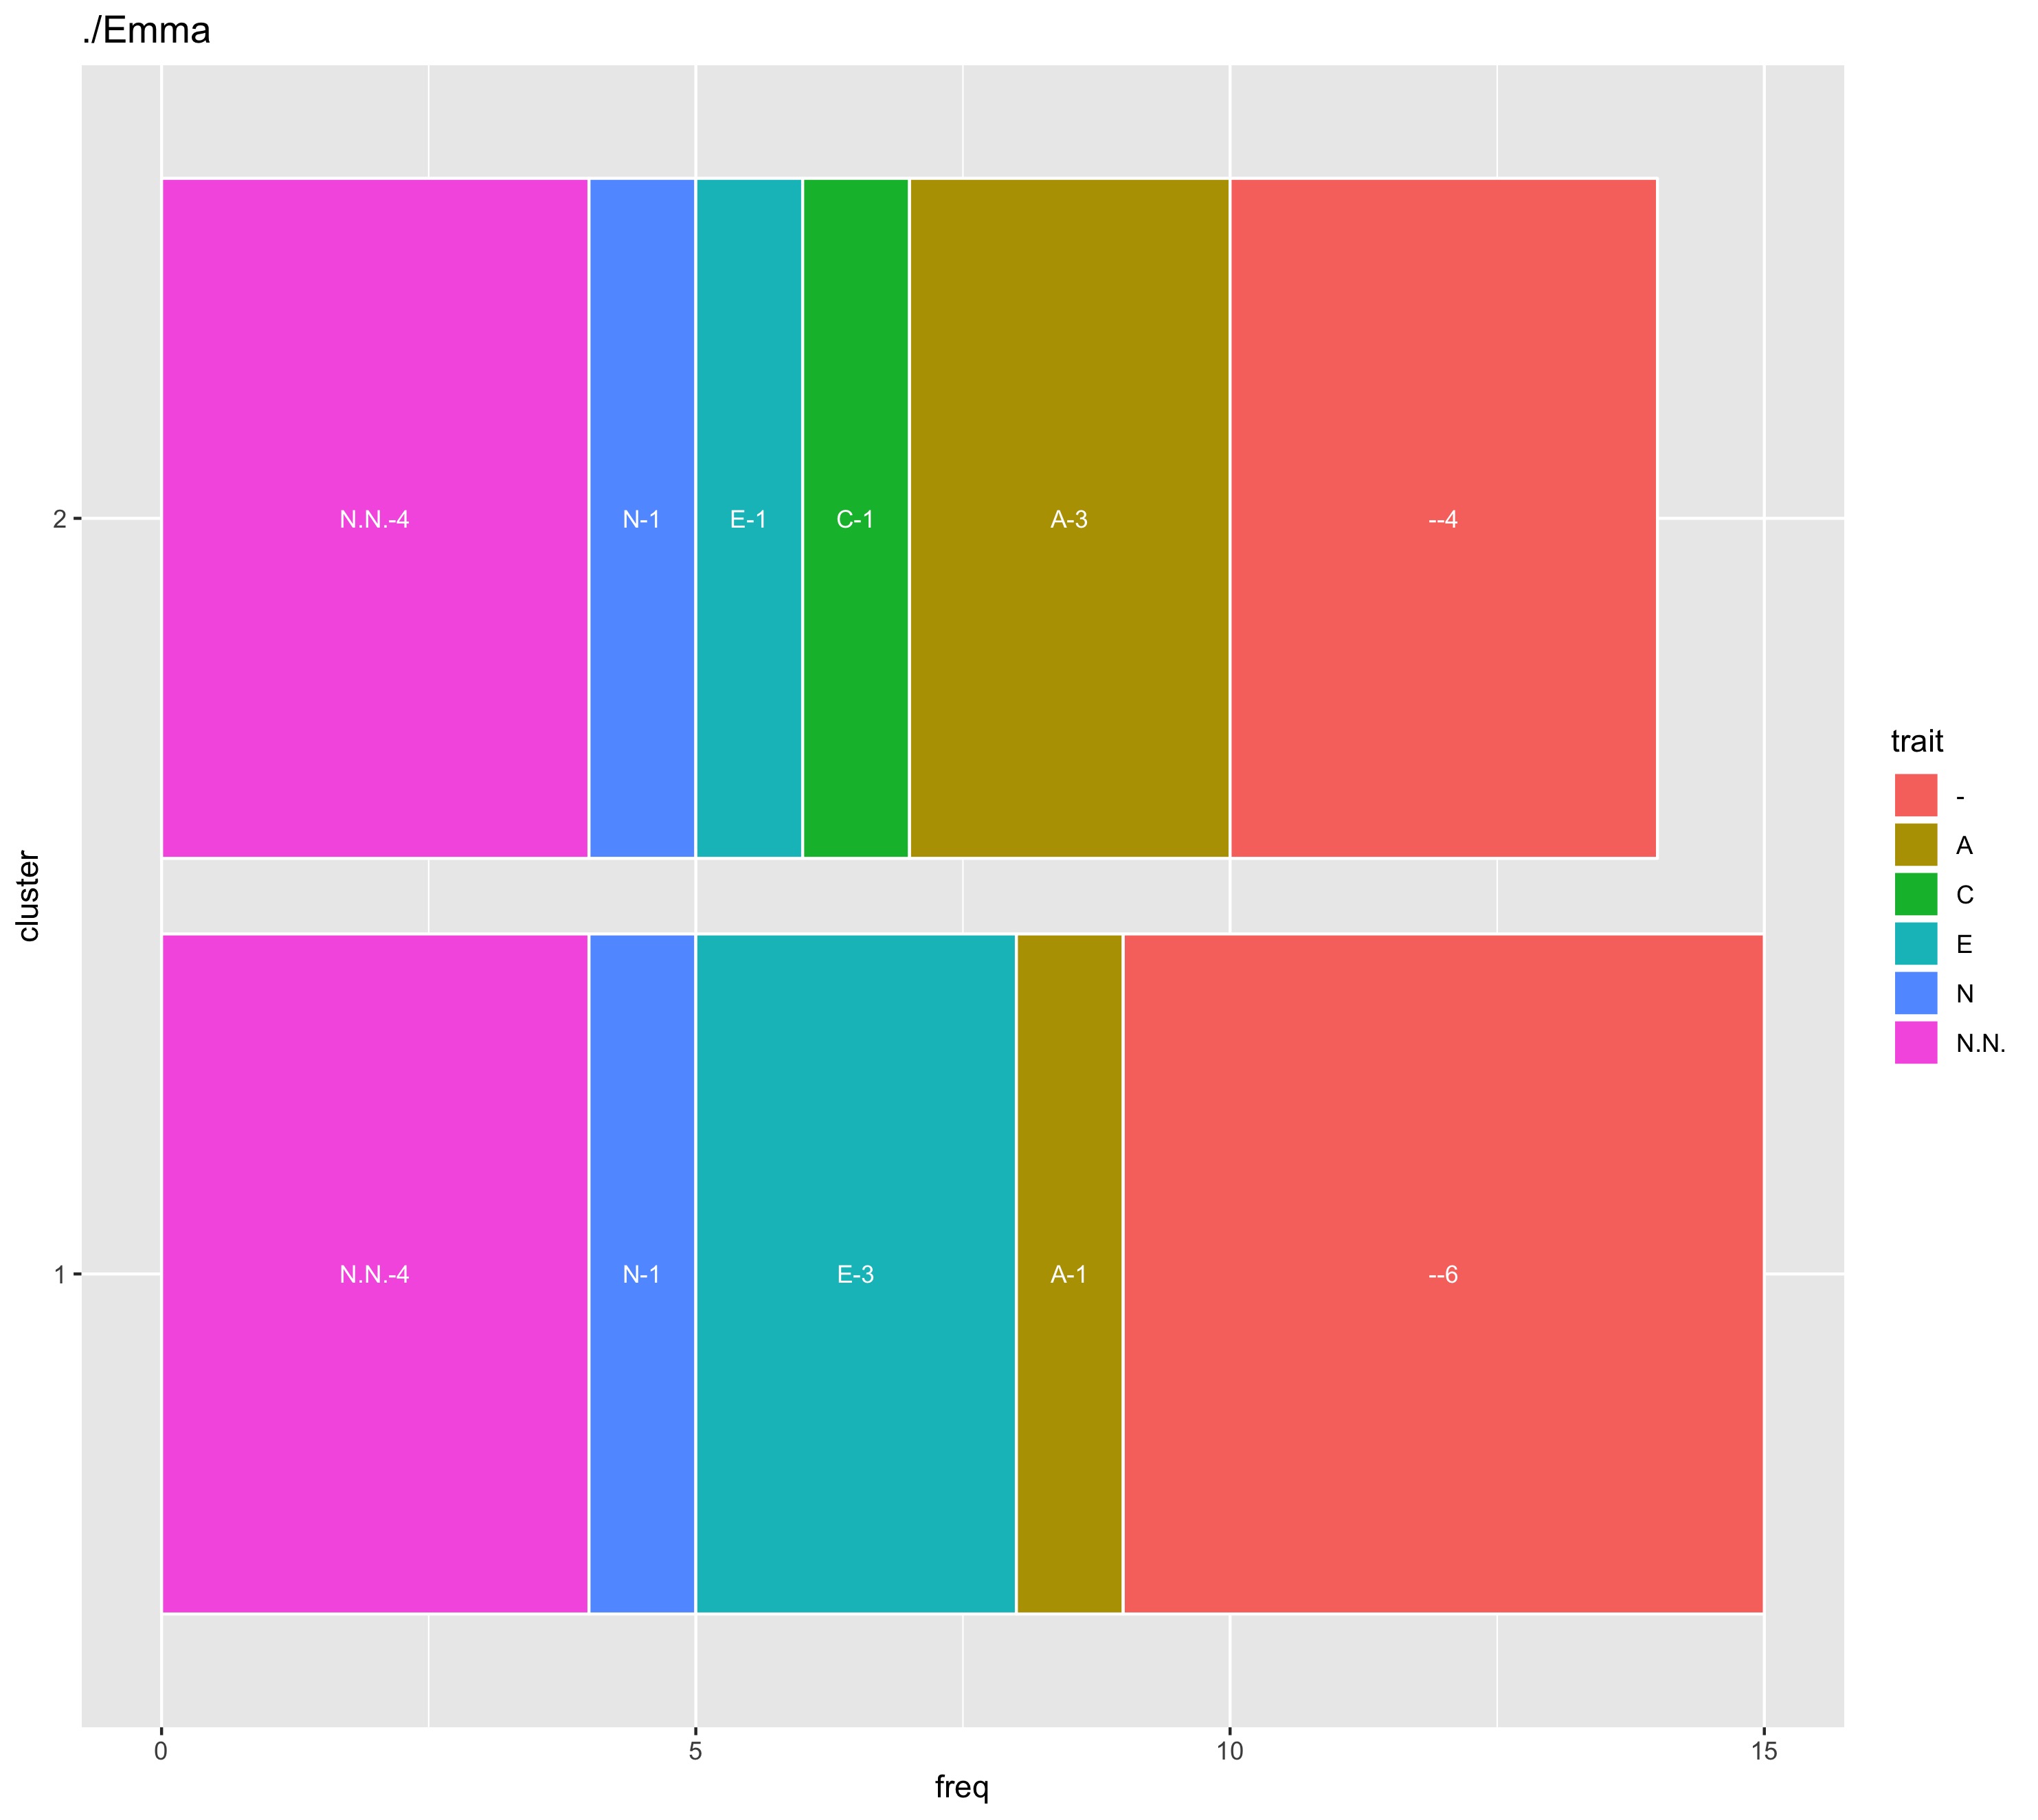 ./Emma
2
N.N.-4 N-1 E-1 C-1 A-3 --4
trait
-
A
C
E
N
N.N.
cluster
1
N.N.-4 N-1 E-3 A-1 --6
0 5 10 15
freq